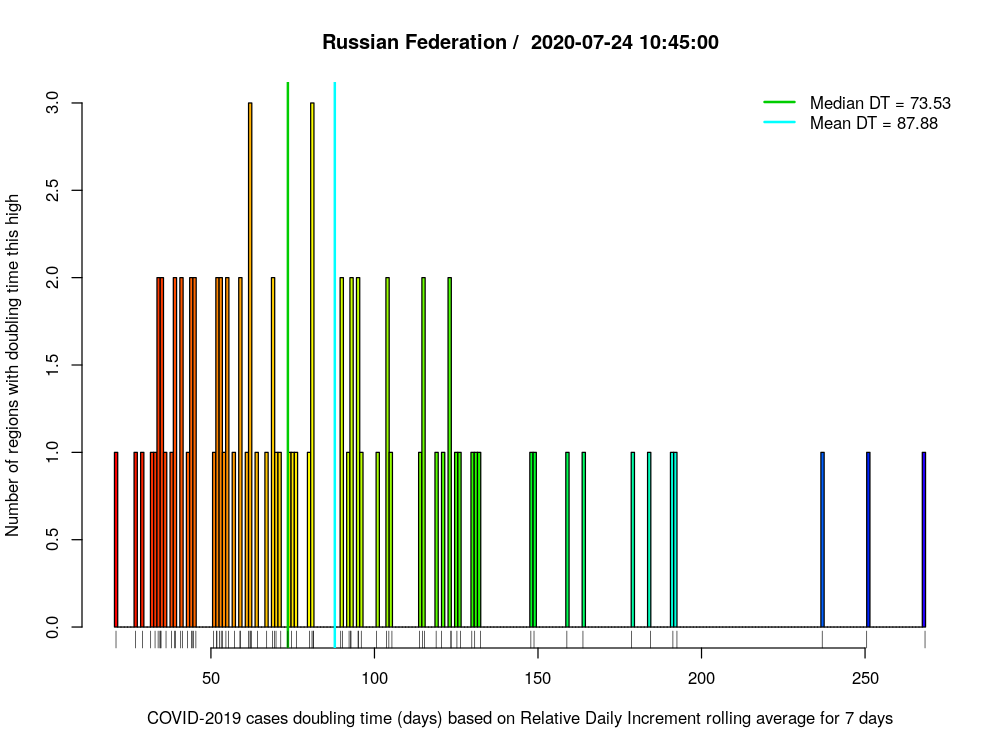 Russian Federation /  2020-07-24 10:45:00
Median DT = 73.53
Mean DT = 87.88
Number of regions with doubling time this high
3.0
2.5
2.0
1.5
1.0
0.5
0.0
50 100 150 200 250
COVID-2019 cases doubling time (days) based on Relative Daily Increment rolling average for 7 days